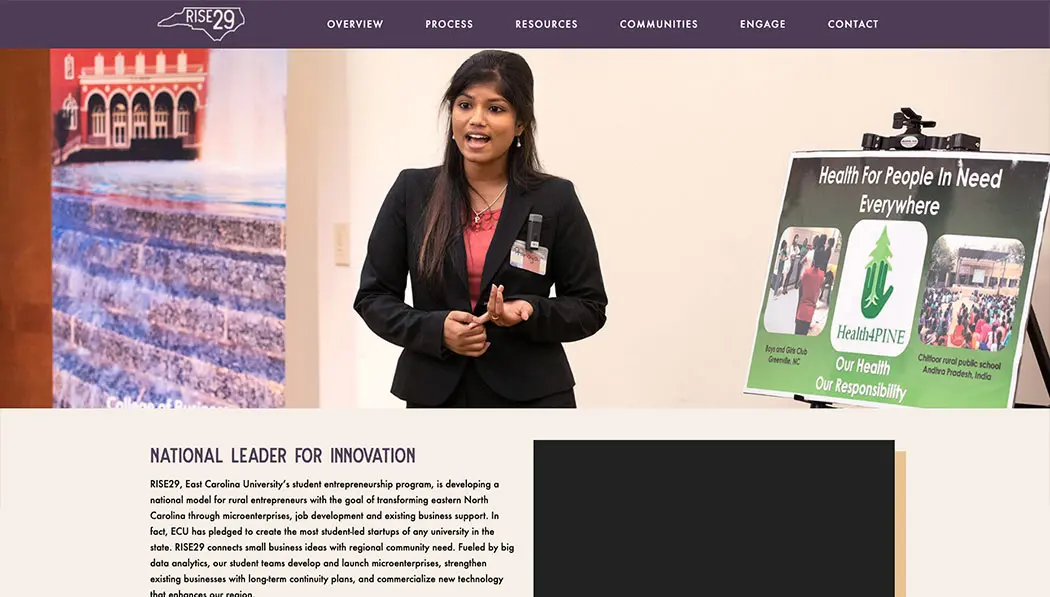 RISE29
OVERVIEW
PROCESS
RESOURCES
COMMUNITIES
ENGAGE
CONTACT
Health For People In Need
Everywhere
Health4PINE
Boys and Girls Club
Greenville, NC
Chittoor rural public school
Andhra Pradesh, India
Our Health
Our Responsibility
College of Business
NATIONAL LEADER FOR INNOVATION
RISE29, East Carolina University's student entrepreneurship program, is developing a
national model for rural entrepreneurs with the goal of transforming eastern North
Carolina through microenterprises, job development and existing business support. In
fact, ECU has pledged to create the most student-led startups of any university in the
state. RISE29 connects small business ideas with regional community need. Fueled by big
data analytics, our student teams develop and launch microenterprises, strengthen
existing businesses with long-term continuity plans, and commercialize new technology
that enhances our region.